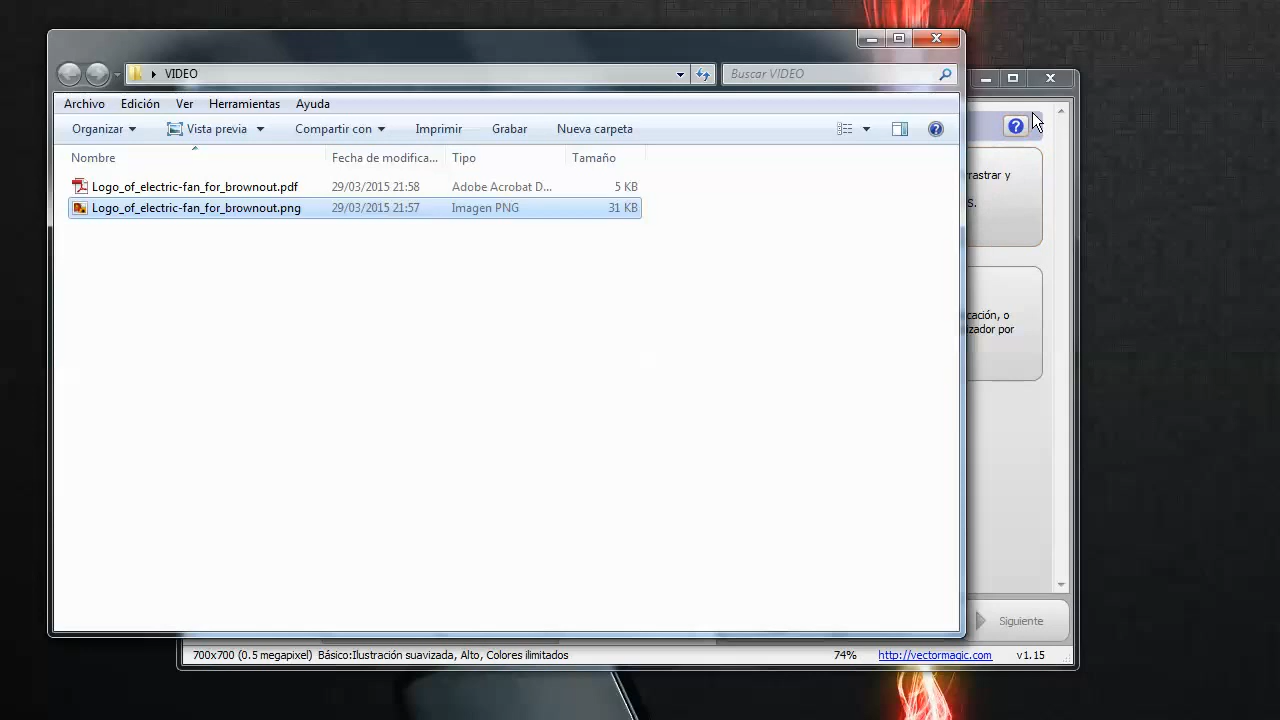 VIDEO
Buscar VIDEO
Archivo Edición Ver Herramientas Ayuda
Organizar Vista previa Compartir con Imprimir Grabar Nueva carpeta
Nombre Fecha de modifica... Tipo Tamaño
Logo_of_electric-fan_for_brownout.pdf 29/03/2015 21:58 Adobe Acrobat D... 5 KB
Logo_of_electric-fan_for_brownout.png 29/03/2015 21:57 Imagen PNG 31 KB
rastrar y
s.
cación, o
izador por
Siguiente
700x700 (0.5 megapixel) Básico:Ilustración suavizada, Alto, Colores ilimitados 74% http://vectormagic.com v1.15